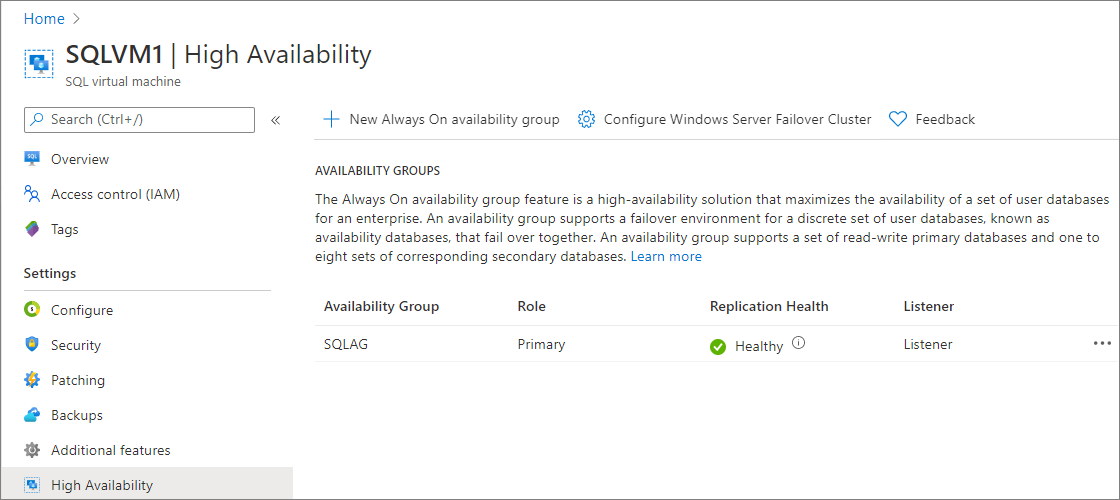 Home
SQLVM1 | High Availability
SQL virtual machine
Search (Ctrl+/)
Overview
Access control (IAM)
Tags
Settings
Configure
Security
Patching
Backups
Additional features
High Availability
New Always On availability group
Configure Windows Server Failover Cluster
Feedback
AVAILABILITY GROUPS
The Always On availability group feature is a high-availability solution that maximizes the availability of a set of user databases
for an enterprise. An availability group supports a failover environment for a discrete set of user databases, known as
availability databases, that fail over together. An availability group supports a set of read-write primary databases and one to
eight sets of corresponding secondary databases. Learn more
Availability Group Role Replication Health Listener
SQLAG Primary Healthy Listener